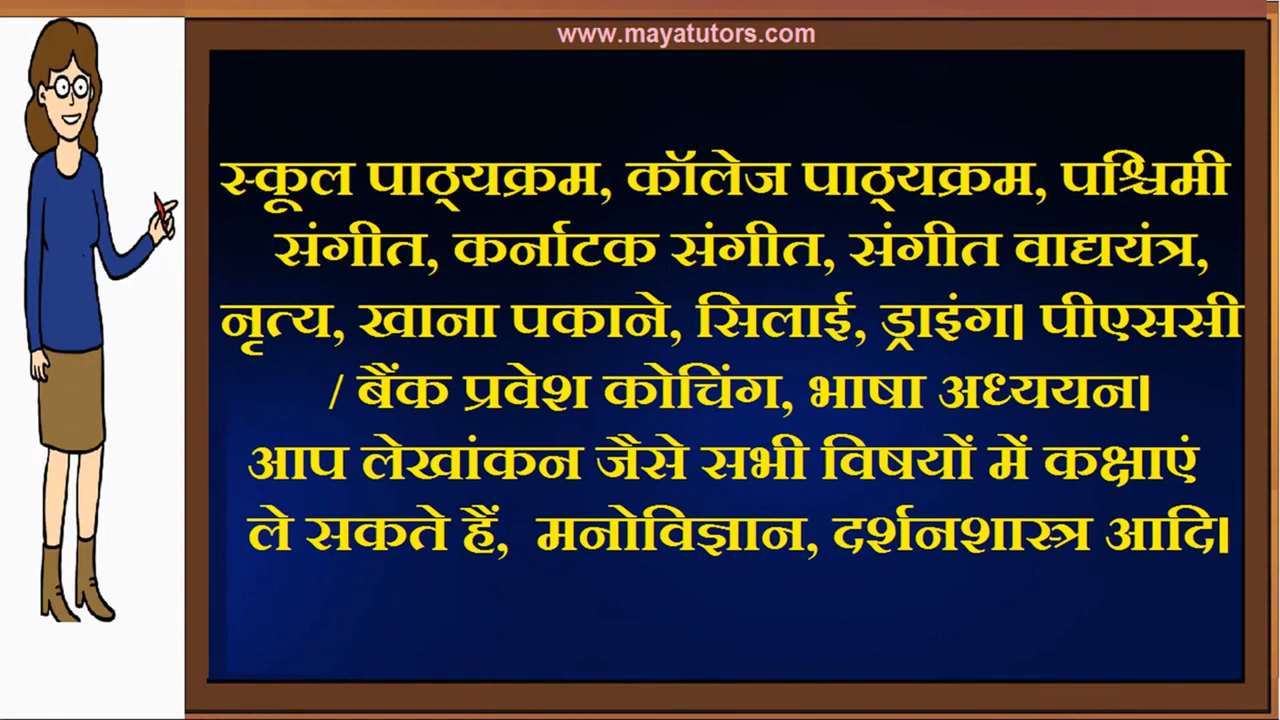 www.mayatutors.com
स्कूल पाठ्यक्रम, कॉलेज पाठ्यक्रम, पश्चिमी
संगीत, कर्नाटक संगीत, संगीत वाद्ययंत्र,
नृत्य, खाना पकाने, सिलाई, ड्राइंग। पीएससी
/ बैंक प्रवेश कोचिंग, भाषा अध्ययन।
आप लेखांकन जैसे सभी विषयों में कक्षाएं
ले सकते हैं, मनोविज्ञान, दर्शनशास्त्र आदि।